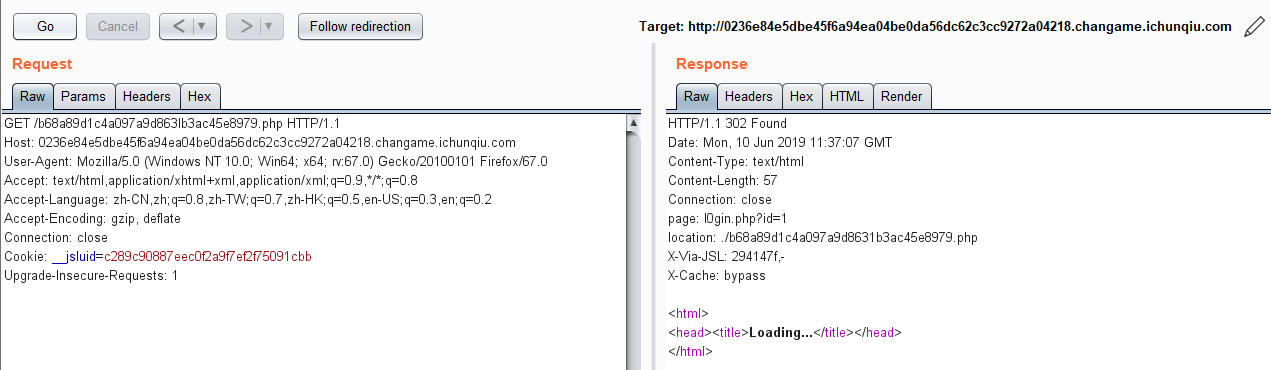 Go Cancel < > Follow redirection Target: http://0236e84e5dbe45f6a94ea04be0da56dc62c3cc9272a04218.changame.ichunqiu.com
Request
Raw Params Headers Hex
GET /b68a89d1c4a097a9d863lb3ac45e8979.php HTTP/1.1
Host: 0236e84e5dbe45f6a94ea04be0da56dc62c3cc9272a04218.changame.ichunqiu.com
User-Agent: Mozilla/5.0 (Windows NT 10.0; Win64; x64; rv:67.0) Gecko/20100101 Firefox/67.0
Accept: text/html,application/xhtml+xml,application/xml;q=0.9,*/*;q=0.8
Accept-Language: zh-CN,zh;q=0.8,zh-TW;q=0.7,zh-HK;q=0.5,en-US;q=0.3,en;q=0.2
Accept-Encoding: gzip, deflate
Connection: close
Cookie: __jsluid=c289c90887eec0f2a9f7ef2f75091cbb
Upgrade-Insecure-Requests: 1
Response
Raw Headers Hex HTML Render
HTTP/1.1 302 Found
Date: Mon, 10 Jun 2019 11:37:07 GMT
Content-Type: text/html
Content-Length: 57
Connection: close
page: l0gin.php?id=1
location: ./b68a89d1c4a097a9d8631b3ac45e8979.php
X-Via-JSL: 294147f,-
X-Cache: bypass
<html>
<head><title>Loading...</title></head>
</html>